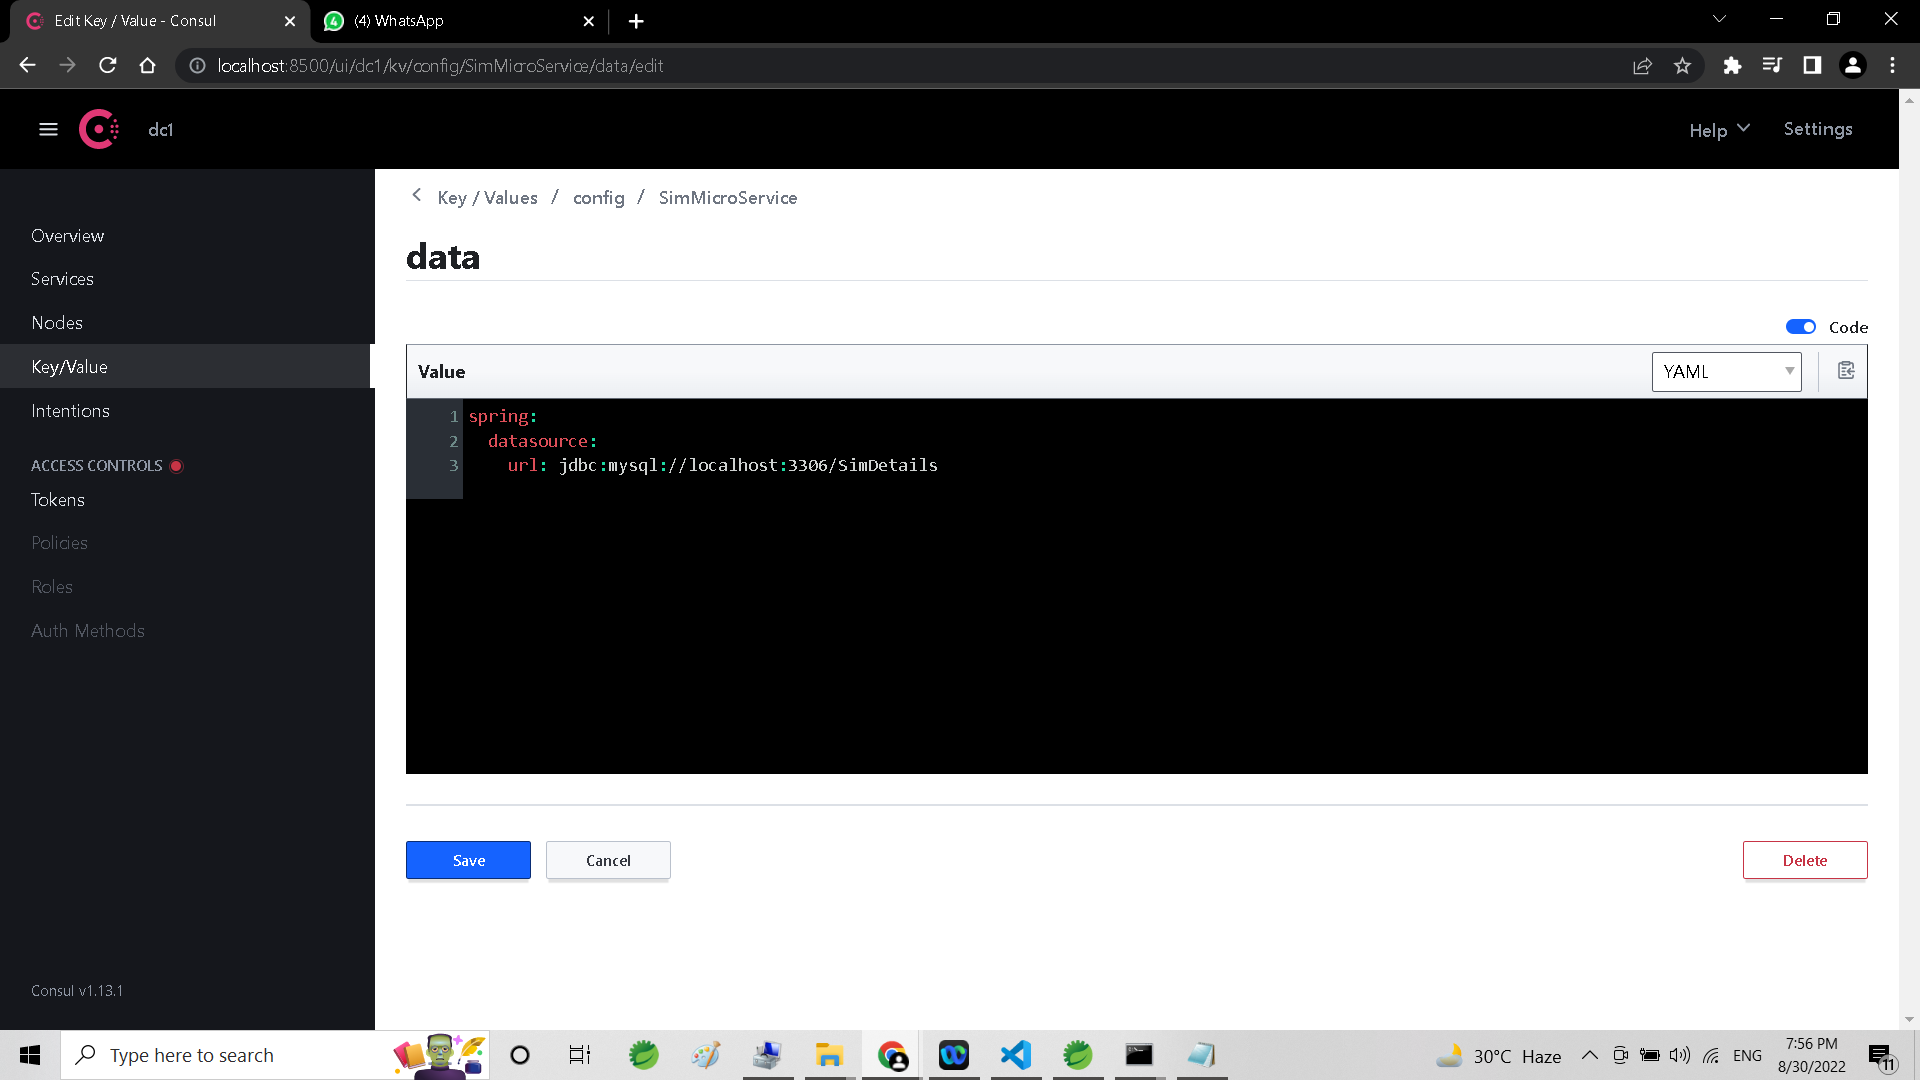 Edit Key / Value - Consul
(4) WhatsApp
localhost:8500/ui/dc1/kv/config/SimMicroService/data/edit
dc1
Help
Settings
Overview
Services
Nodes
Key/Value
Intentions
ACCESS CONTROLS
Tokens
Policies
Roles
Auth Methods
Consul v1.13.1
Key / Values / config / SimMicroService
data
Code
Value
YAML
1 spring:
2 datasource:
3 url: jdbc:mysql://localhost:3306/SimDetails
Save
Cancel
Delete
Type here to search
30°C Haze
ENG
7:56 PM
8/30/2022
11